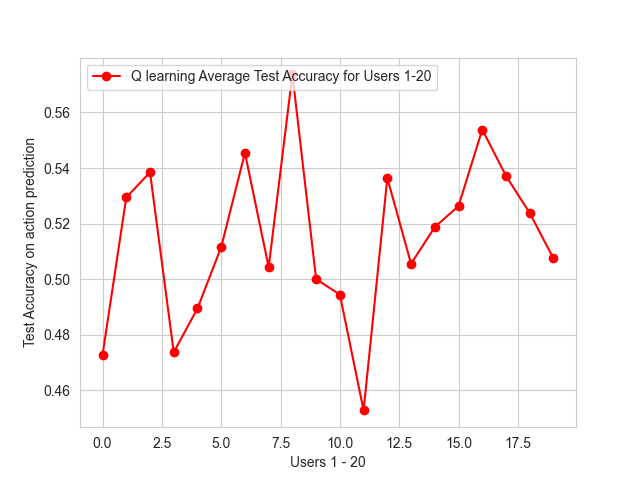 Q learning Average Test Accuracy for Users 1-20
Test Accuracy on action prediction
0.56
0.54
0.52
0.50
0.48
0.46
0.0 2.5 5.0 7.5 10.0 12.5 15.0 17.5
Users 1 - 20